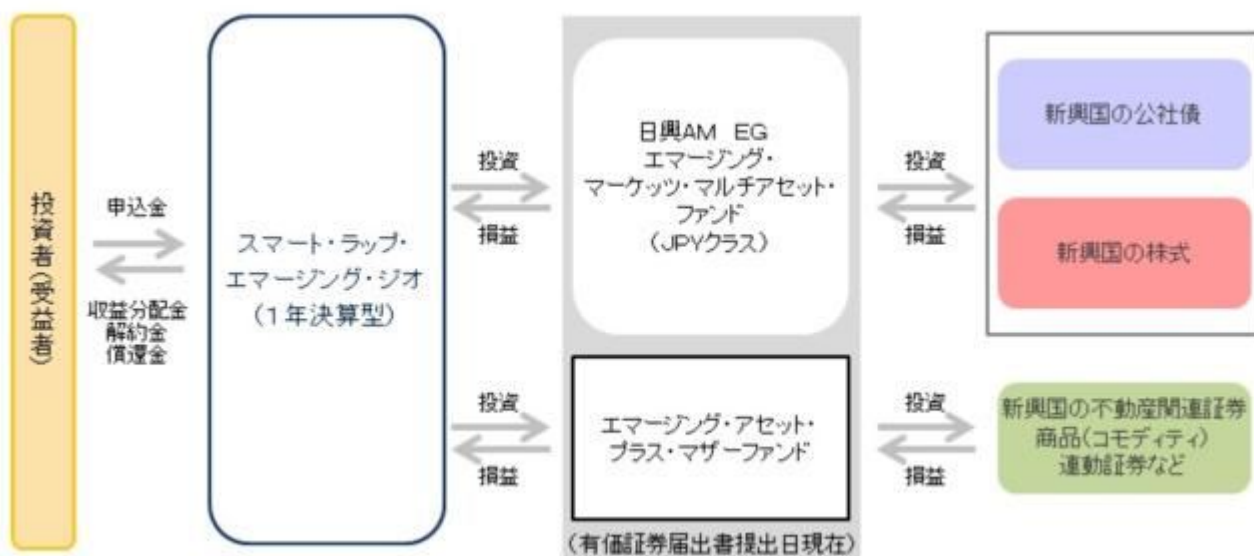 投資者(受益者)
申込金
収益分配金
解約金
償還金
スマート・ラップ・
エマージング・ジオ
(1年決算型)
投資
損益
投資
損益
日興AM EG
エマージング・
マーケッツ・マルチアセット・
ファンド
(JPYクラス)
エマージング・アセット・
プラス・マザーファンド
(有価証券届出書提出日現在)
投資
損益
投資
損益
新興国の公社債
新興国の株式
新興国の不動産関連証券
商品(コモディティ)
連動証券など